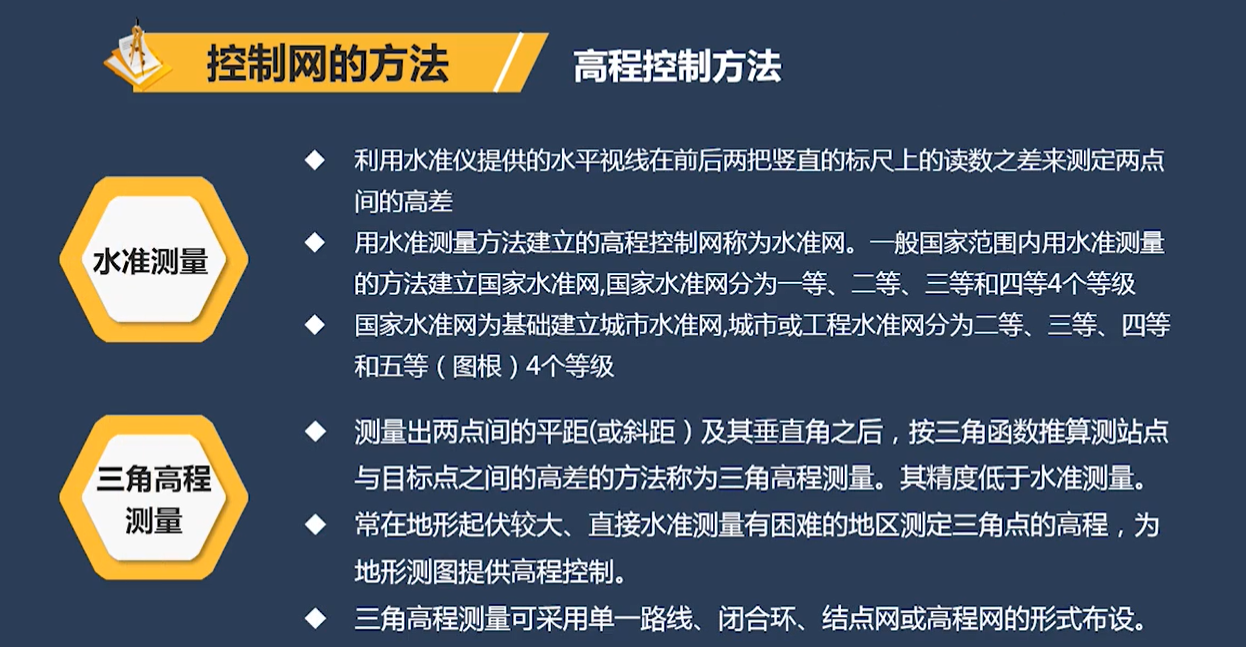 控制网的方法
高程控制方法
水准测量
利用水准仪提供的水平视线在前后两把竖直的标尺上的读数之差来测定两点
间的高差
用水准测量方法建立的高程控制网称为水准网。一般国家范围内用水准测量
的方法建立国家水准网,国家水准网分为一等、二等、三等和四等4个等级
国家水准网为基础建立城市水准网,城市或工程水准网分为二等、三等、四等
和五等（图根）4个等级
三角高程
测量
测量出两点间的平距(或斜距）及其垂直角之后，按三角函数推算测站点
与目标点之间的高差的方法称为三角高程测量。其精度低于水准测量。
常在地形起伏较大、直接水准测量有困难的地区测定三角点的高程，为
地形测图提供高程控制。
三角高程测量可采用单一路线、闭合环、结点网或高程网的形式布设。